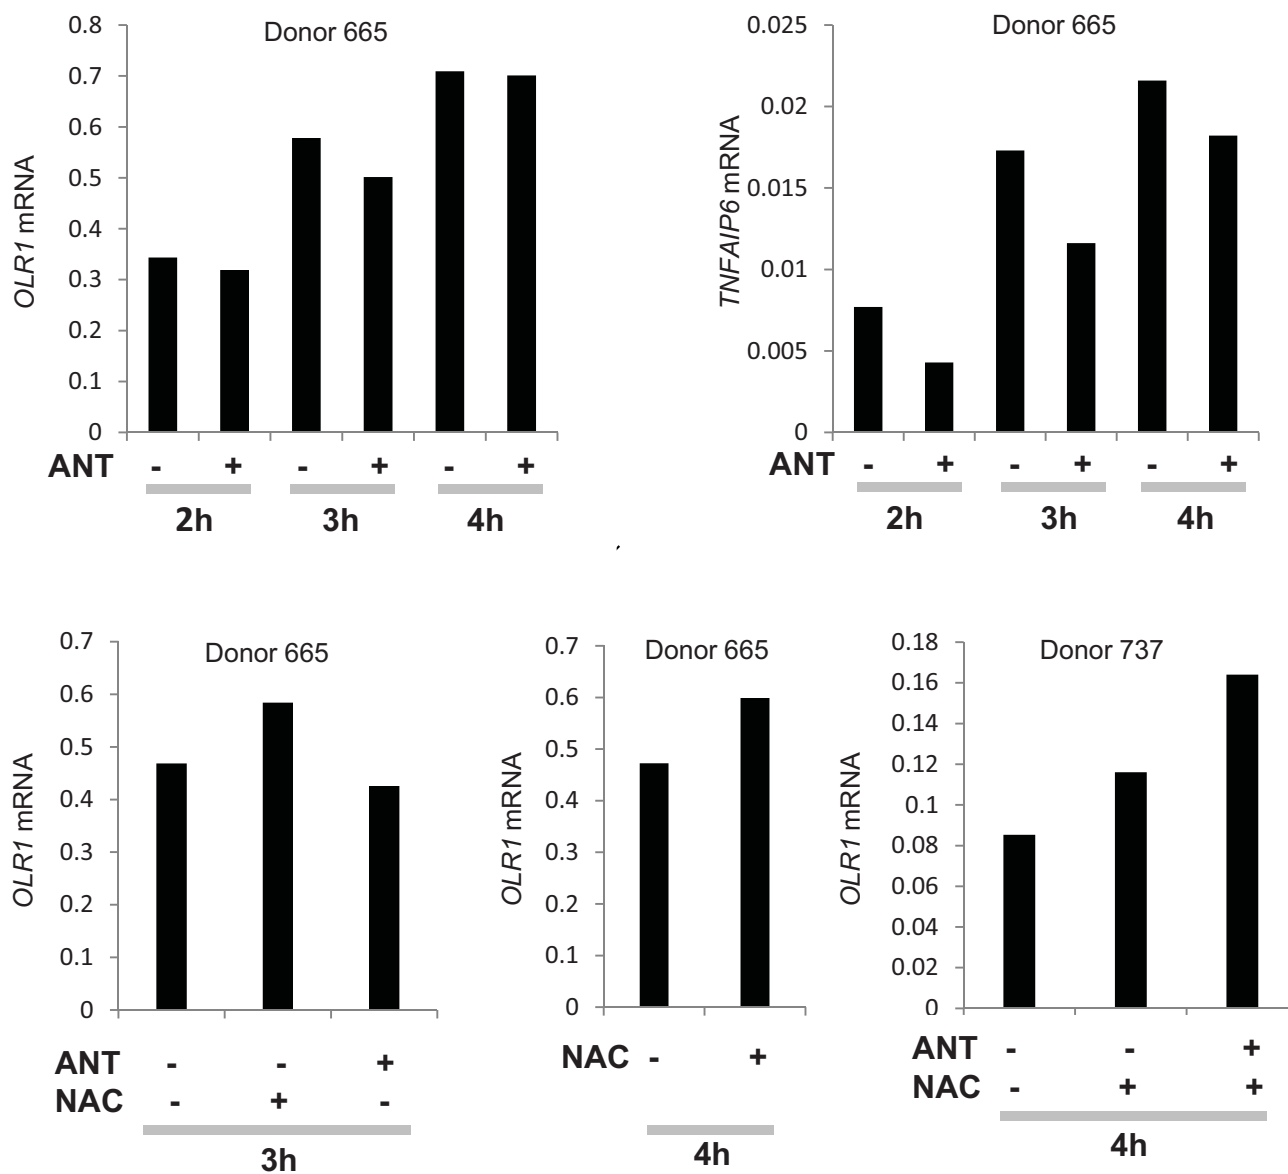 Donor 665
OLR1 mRNA
0.8
0.7
0.6
0.5
0.4
0.3
0.2
0.1
0
ANT - + - + - +
2h 3h 4h
Donor 665
TNFAIP6 mRNA
0.025
0.02
0.015
0.01
0.005
0
ANT - + - + - +
2h 3h 4h
Donor 665
OLR1 mRNA
0.7
0.6
0.5
0.4
0.3
0.2
0.1
0
ANT - - +
NAC - + -
3h
Donor 665
OLR1 mRNA
0.7
0.6
0.5
0.4
0.3
0.2
0.1
0
NAC - +
4h
Donor 737
OLR1 mRNA
0.18
0.16
0.14
0.12
0.1
0.08
0.06
0.04
0.02
0
ANT - - +
NAC - + +
4h